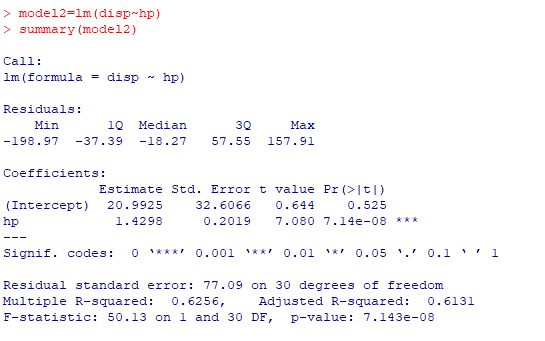 > model2=lm(disp~hp)
> summary(model2)
Call:
lm(formula = disp ~ hp)
Residuals:
    Min      1Q  Median      3Q     Max
-198.97  -37.39  -18.27   57.55  157.91
Coefficients:
            Estimate Std. Error t value Pr(>|t|)
(Intercept)  20.9925    32.6066   0.644    0.525
hp            1.4298     0.2019   7.080 7.14e-08 ***
---
Signif. codes:  0 ‘***’ 0.001 ‘**’ 0.01 ‘*’ 0.05 ‘.’ 0.1 ‘ ’ 1
Residual standard error: 77.09 on 30 degrees of freedom
Multiple R-squared:  0.6256,    Adjusted R-squared:  0.6131
F-statistic: 50.13 on 1 and 30 DF,  p-value: 7.143e-08